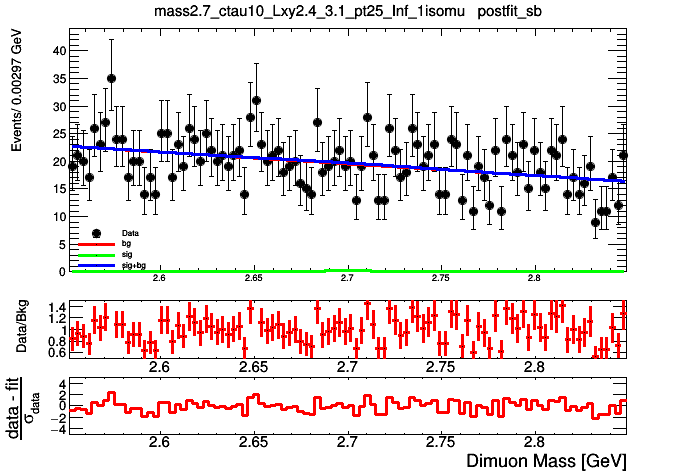 mass2.7_ctau10_Lxy2.4_3.1_pt25_Inf_1isomu postfit_sb
Events/ 0.00297 GeV
40
35
30
25
20
15
10
5
0
Data
bg
sig
sig+bg
2.6 2.65 2.7 2.75 2.8
Data/Bkg
1.4
1.2
1
0.8
0.6
2.6 2.65 2.7 2.75 2.8
data - fit
σdata
4
2
0
−2
−4
2.6 2.65 2.7 2.75 2.8
Dimuon Mass [GeV]